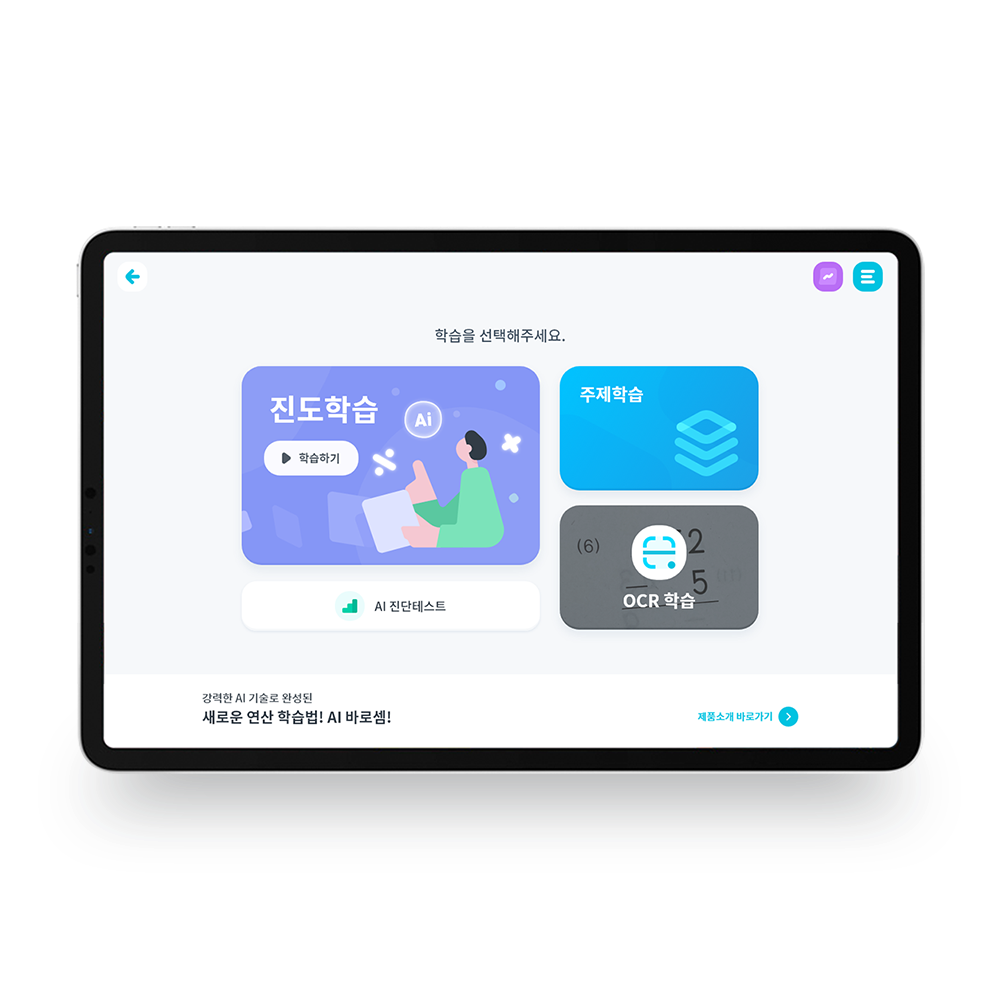 학습을 선택해주세요.
진도학습
Ai
학습하기
AI 진단테스트
주제학습
(6)
52
5
OCR 학습
강력한 AI 기술로 완성된
새로운 연산 학습법! AI 바로셈!
제품소개 바로가기